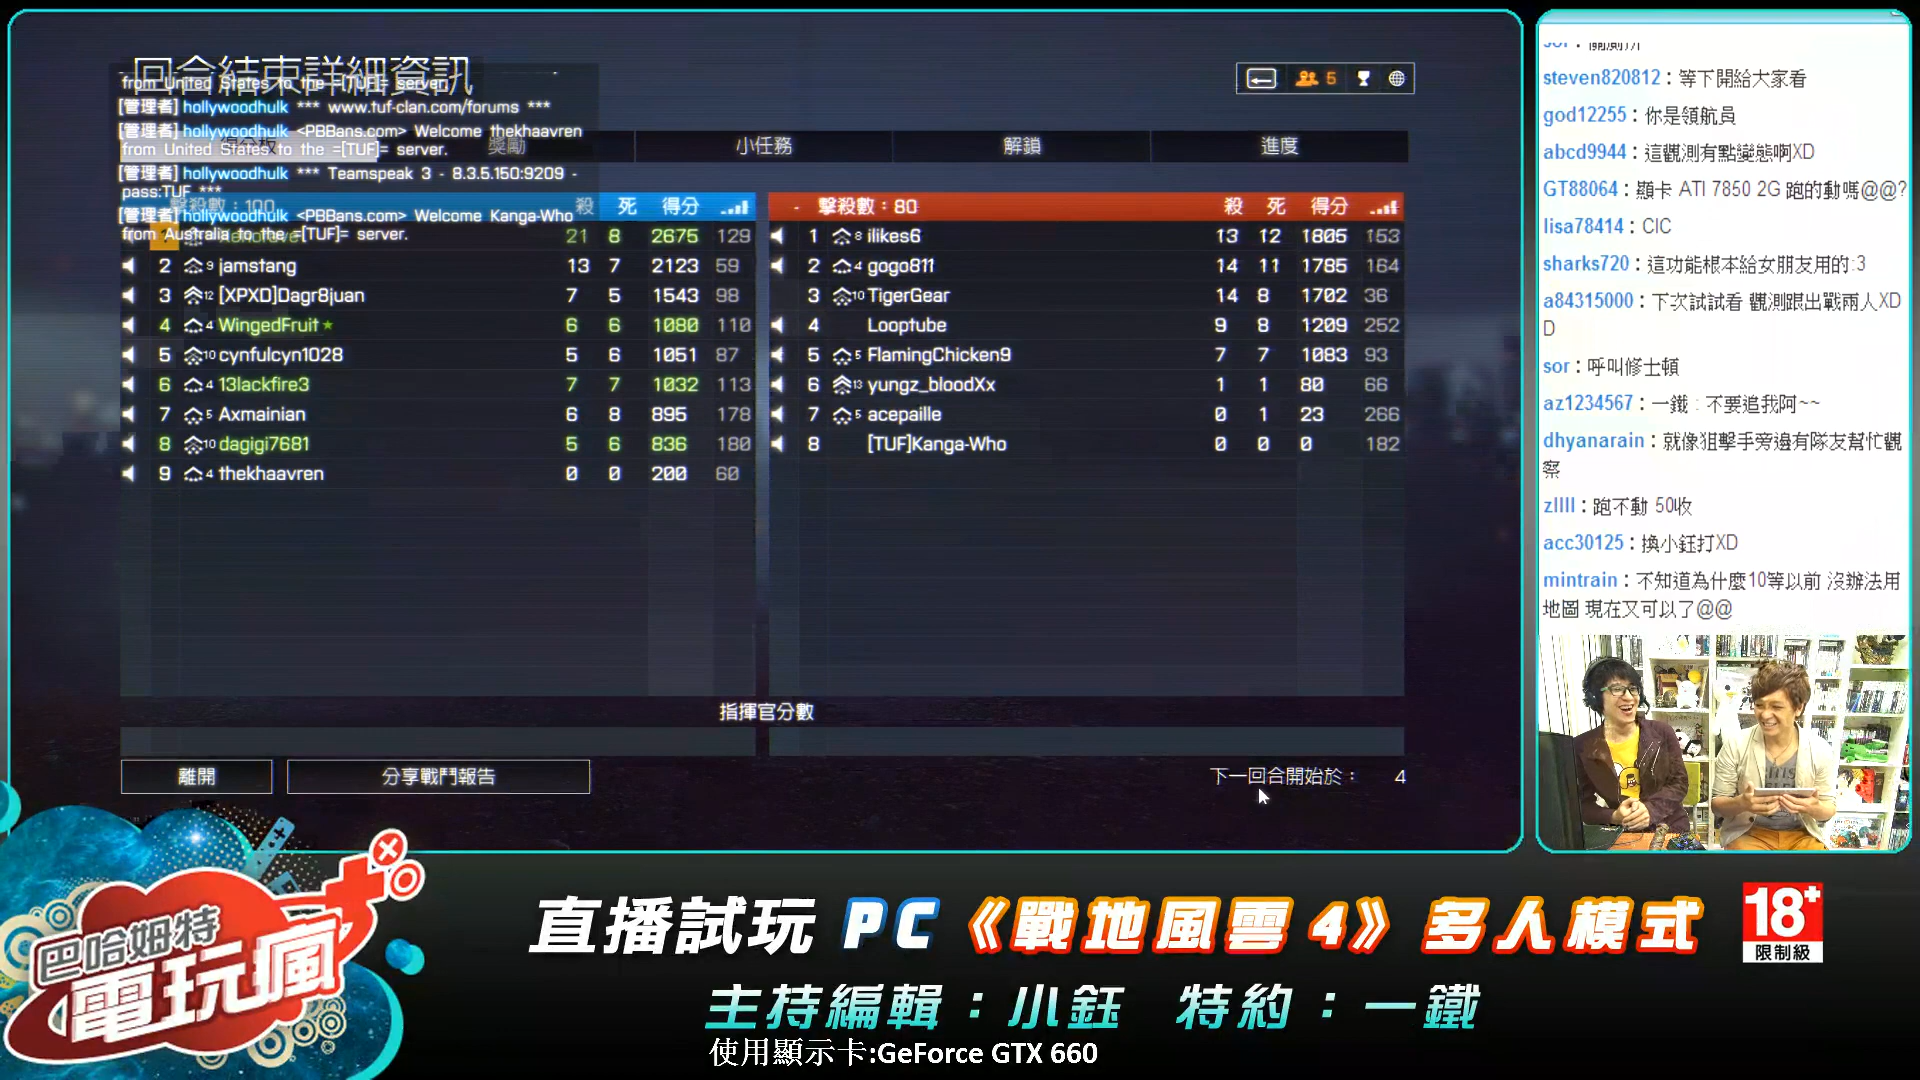 回合結束詳細資訊
from United States to the =[TUF]= server.
[管理者] hollywoodhulk *** www.tuf-clan.com/forums ***
[管理者] hollywoodhulk <PBBans.com> Welcome thekhaavren
from United States to the =[TUF]= server.
[管理者] hollywoodhulk *** Teamspeak 3 - 8.3.5.150:9209 -
pass:TUF ***
[管理者] hollywoodhulk <PBBans.com> Welcome Kanga-Who
from Australia to the =[TUF]= server.
5
獎勵 小任務 解鎖 進度
擊殺數：100 殺 死 得分
21 8 2675 129
2 9 jamstang 13 7 2123 59
3 12 [XPXD]Dagr8juan 7 5 1543 98
4 4 WingedFruit★ 6 6 1080 110
5 10 cynfulcyn1028 5 6 1051 87
6 4 13lackfire3 7 7 1032 113
7 5 Axmainian 6 8 895 178
8 10 dagigi7681 5 6 836 180
9 4 thekhaavren 0 0 200 60
- 擊殺數：80 殺 死 得分
1 8 ilikes6 13 12 1805 153
2 4 gogo811 14 11 1785 164
3 10 TigerGear 14 8 1702 36
4 Looptube 9 8 1209 252
5 5 FlamingChicken9 7 7 1083 93
6 13 yungz_bloodXx 1 1 80 66
7 5 acepaille 0 1 23 266
8 [TUF]Kanga-Who 0 0 0 182
指揮官分數
離開 分享戰鬥報告
下一回合開始於： 4
steven820812：等下開給大家看
god12255：你是領航員
abcd9944：這觀測有點變態啊XD
GT88064：顯卡 ATI 7850 2G 跑的動嗎@@?
lisa78414：CIC
sharks720：這功能根本給女朋友用的:3
a84315000：下次試試看 觀測跟出戰兩人XD
D
sor：呼叫修士頓
az1234567：一鐵：不要追我阿~~
dhyanarain：就像狙擊手旁邊有隊友幫忙觀
察
zllll：跑不動 50收
acc30125：換小鈺打XD
mintrain：不知道為什麼10等以前 沒辦法用
地圖 現在又可以了@@
巴哈姆特
電玩瘋
直播試玩 PC《戰地風雲 4》多人模式
18+
限制級
主持編輯：小鈺 特約：一鐵
使用顯示卡:GeForce GTX 660